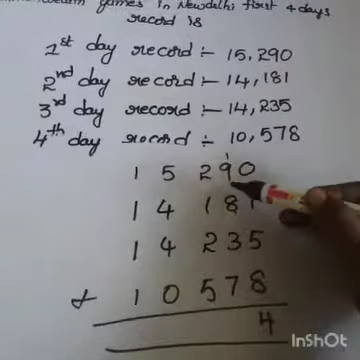 games in Newdelhi first 4 days
record is
1st day record :- 15,290
2nd day record :- 14,181
3rd day record :- 14,235
4th day record :- 10,578
1
1 5 2 9 0
1 4 1 8 1
1 4 2 3 5
+ 1 0 5 7 8
4
InShOt